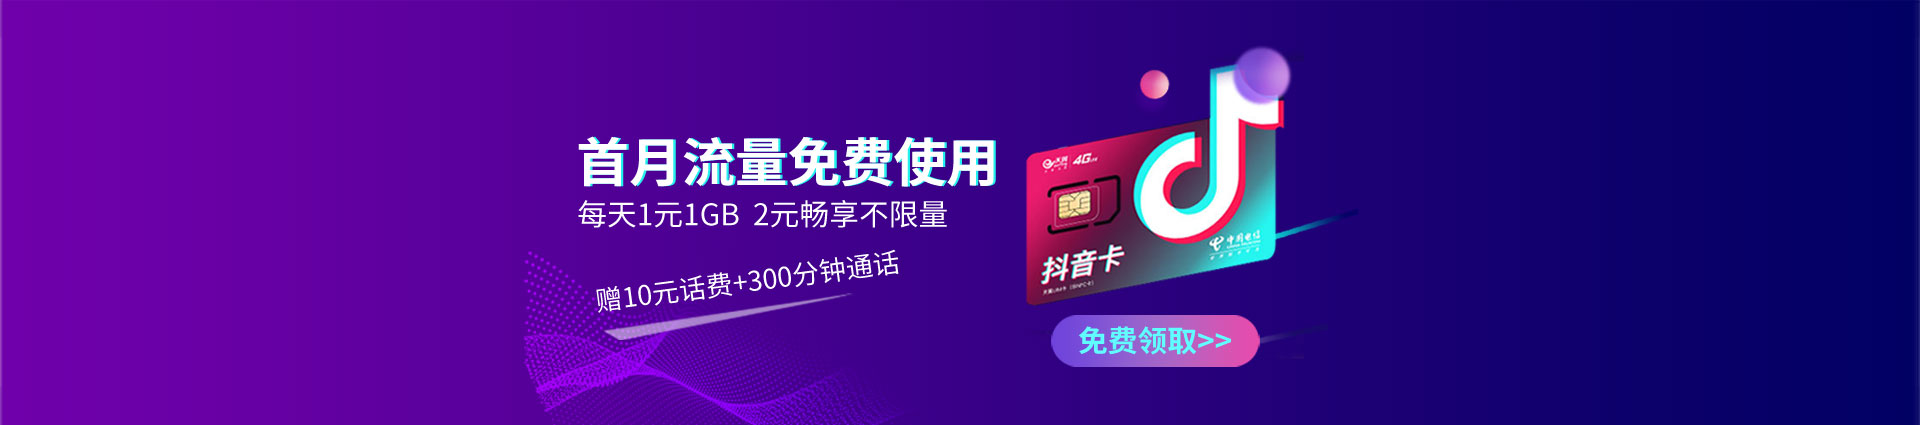 首月流量免费使用
每天1元1GB 2元畅享不限量
赠10元话费+300分钟通话
天翼 4G
抖音卡
中国电信
免费领取>>